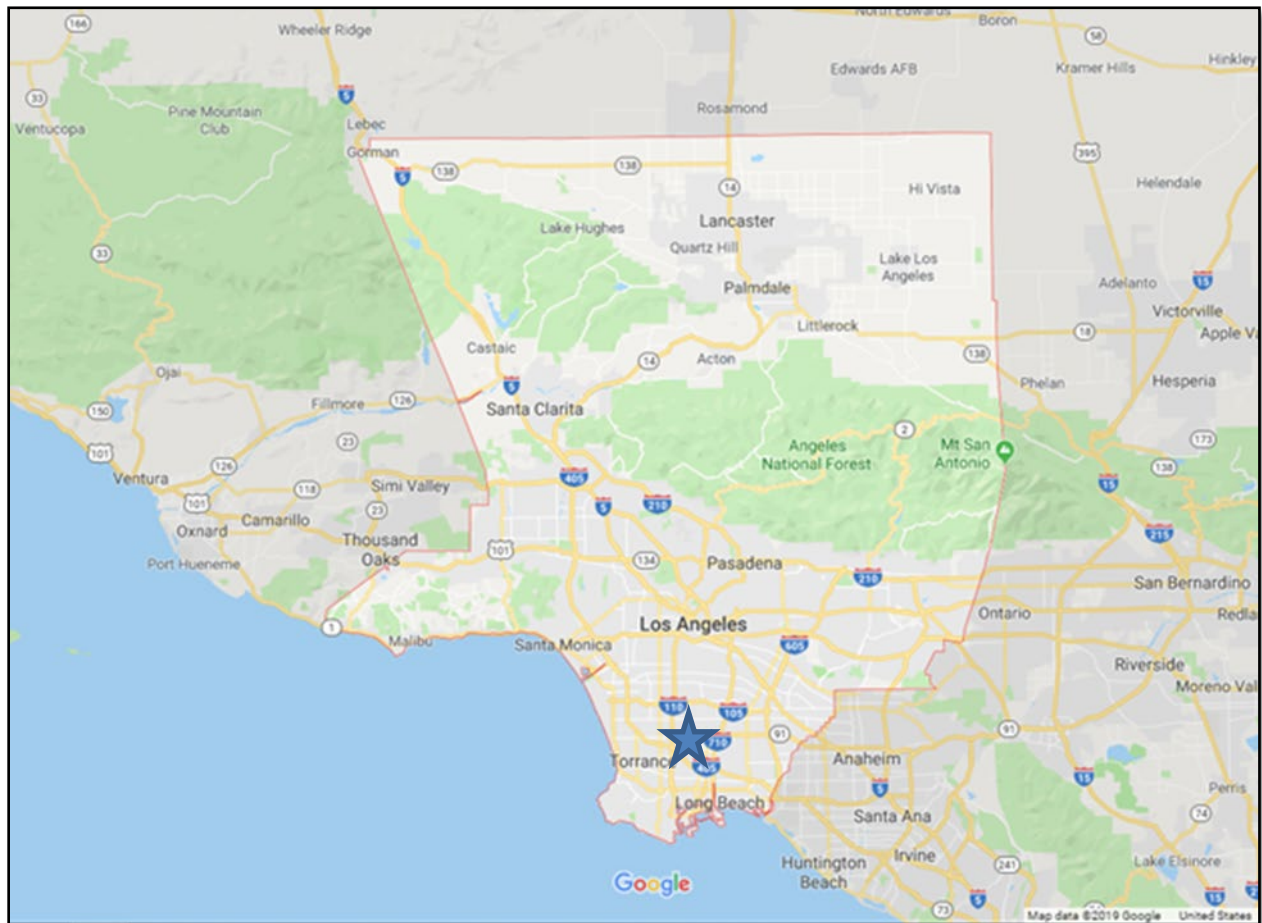 North Edwards
Boron
166
Wheeler Ridge
58
Hinkley
Edwards AFB
Kramer Hills
5
33
Rosamond
Pine Mountain
Club
Ventucopa
Lebec
Gorman
395
138
138
5
14
Hi Vista
Helendale
Lancaster
Lake Hughes
Quartz Hill
33
Lake Los
Angeles
Adelanto
15
Palmdale
Victorville
Littlerock
18
Apple Va
Castaic
14
Acton
138
Ojai
5
Phelan
Hesperia
Fillmore
126
150
Santa Clarita
2
23
Angeles
National Forest
Mt San
Antonio
173
101
126
138
Ventura
405
15
118
Simi Valley
5
210
101
23
Oxnard
Camarillo
215
Thousand
Oaks
101
134
Pasadena
Port Hueneme
210
San Bernardino
Ontario
Redla
1
Los Angeles
Malibu
Santa Monica
605
Riverside
Moreno Val
110
105
91
91
710
Torrance
405
Anaheim
15
Long Beach
5
Perris
Santa Ana
74
Irvine
Huntington
Beach
241
Lake Elsinore
Google
5
15
73
Map data ©2019 Google
United States